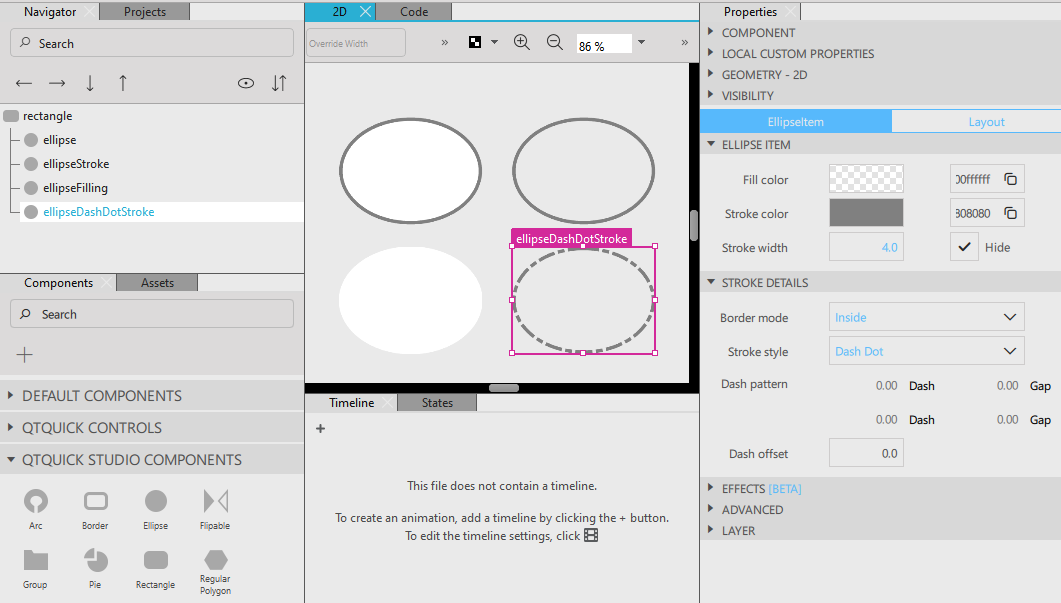 Navigator
Projects
Search
rectangle
ellipse
ellipseStroke
ellipseFilling
ellipseDashDotStroke
Components
Assets
Search
DEFAULT COMPONENTS
QTQUICK CONTROLS
QTQUICK STUDIO COMPONENTS
Arc Border Ellipse Flipable
Group Pie Rectangle Regular
Polygon
2D
Code
Override Width
86 %
ellipseDashDotStroke
Timeline
States
This file does not contain a timeline.
To create an animation, add a timeline by clicking the + button.
To edit the timeline settings, click
Properties
COMPONENT
LOCAL CUSTOM PROPERTIES
GEOMETRY - 2D
VISIBILITY
EllipseItem Layout
ELLIPSE ITEM
Fill color 00ffffff
Stroke color 808080
Stroke width 4.0 Hide
STROKE DETAILS
Border mode Inside
Stroke style Dash Dot
Dash pattern 0.00 Dash 0.00 Gap
0.00 Dash 0.00 Gap
Dash offset 0.0
EFFECTS [BETA]
ADVANCED
LAYER